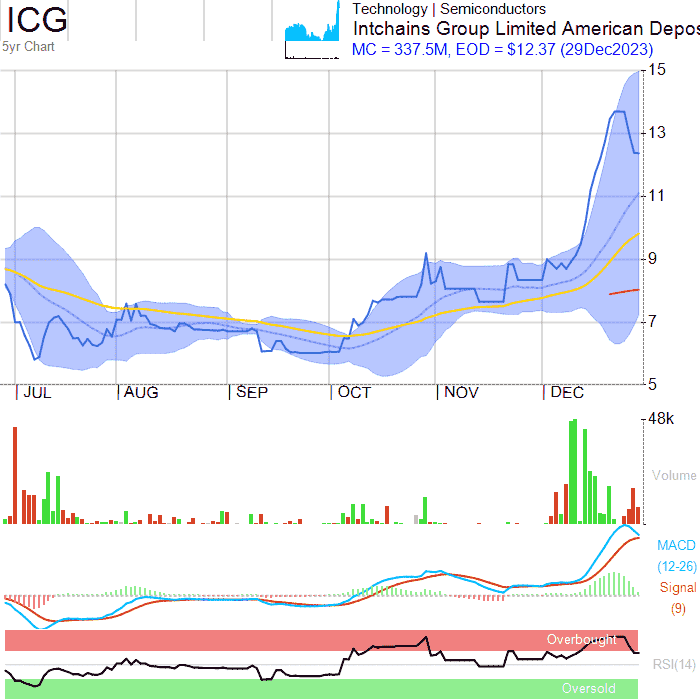 ICG
5yr Chart
Technology | Semiconductors
Intchains Group Limited American Depos
MC = 337.5M, EOD = $12.37 (29Dec2023)
15
13
11
9
7
5
JUL AUG SEP OCT NOV DEC
48k
Volume
MACD
(12-26)
Signal
(9)
Overbought
RSI(14)
Oversold